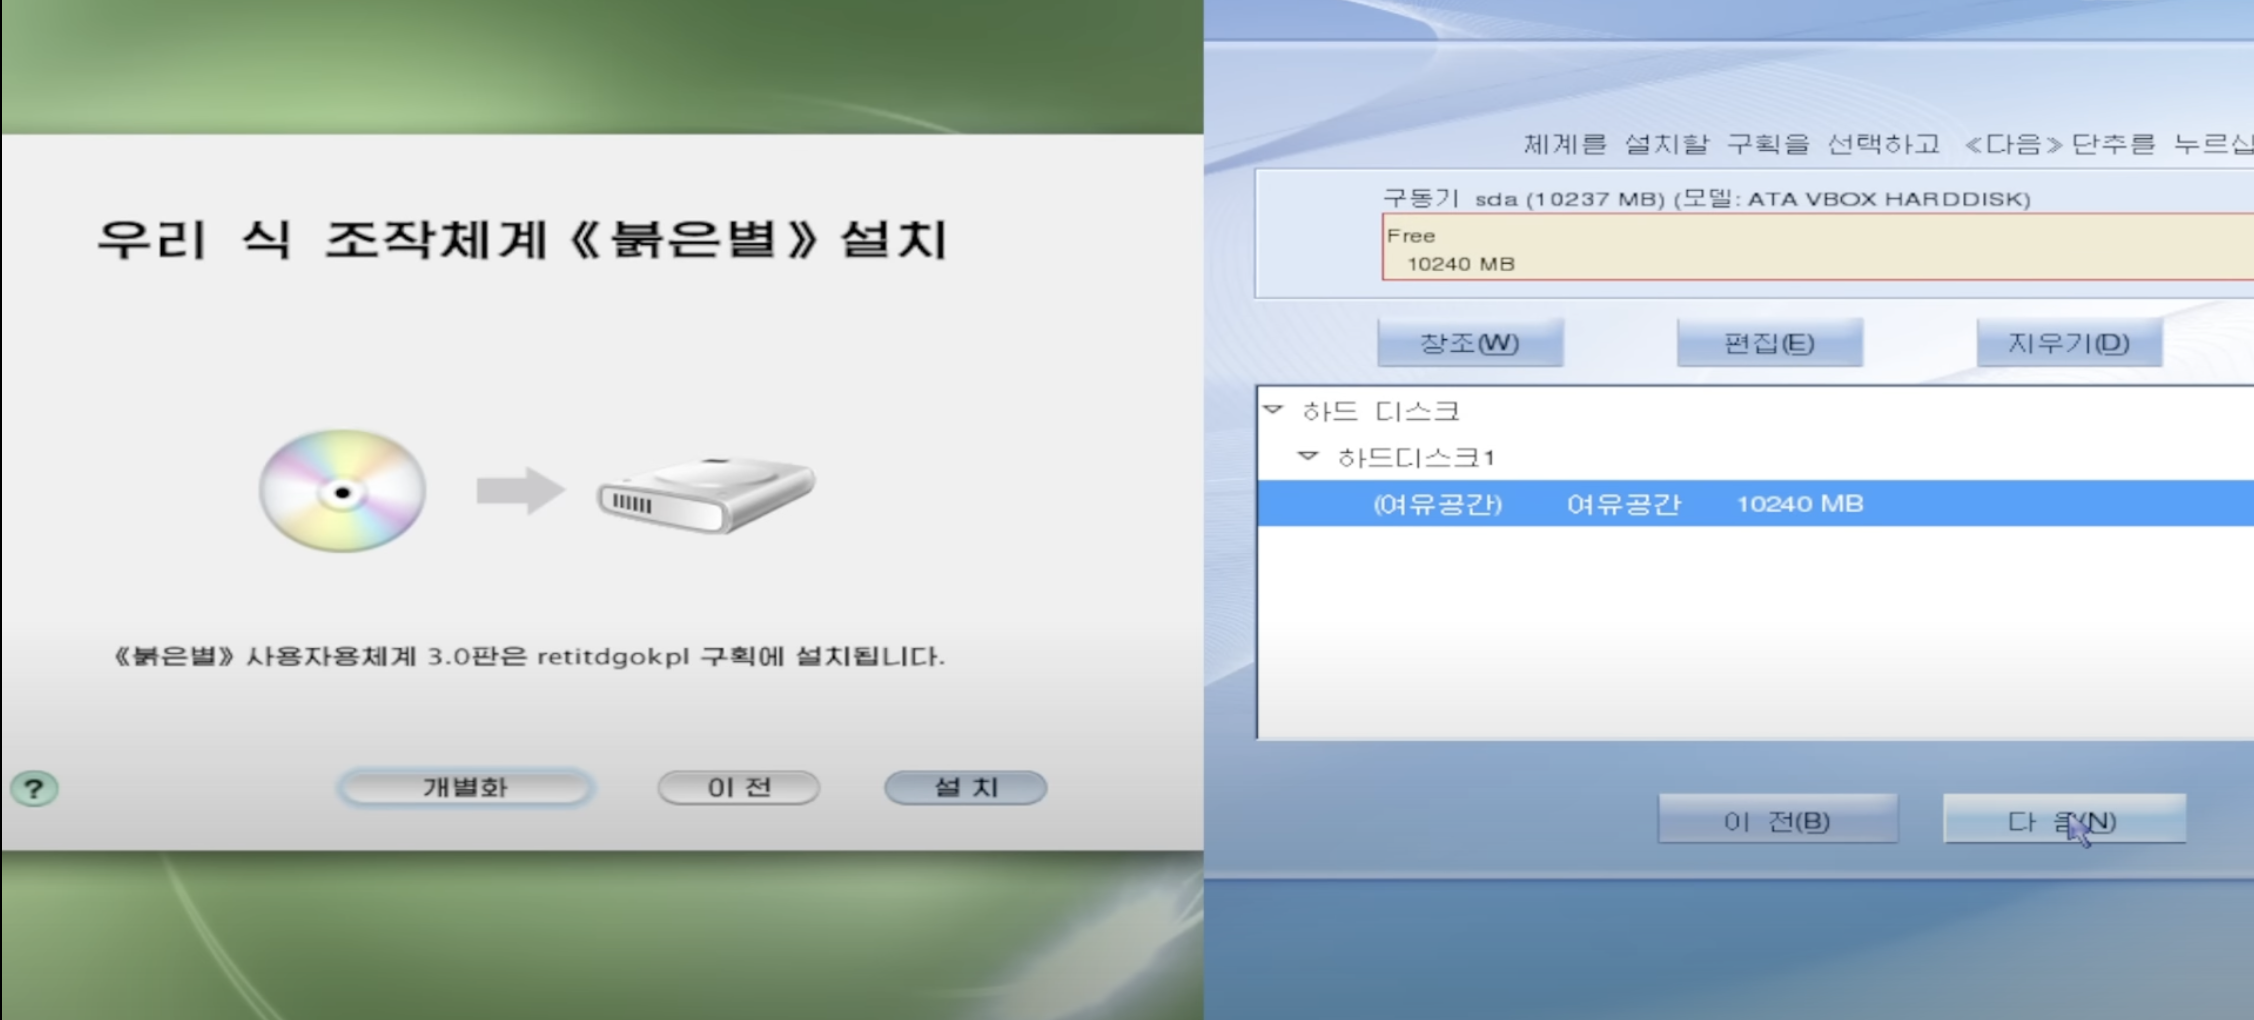 우리 식 조작체계《붉은별》설치
《붉은별》사용자용체계 3.0판은 retitdgokpl 구획에 설치됩니다.
?
개별화
이 전
설 치
체계를 설치할 구획을 선택하고 《다음》단추를 누르십
구동기 sda (10237 MB) (모델: ATA VBOX HARDDISK)
Free
10240 MB
창조(W)
편집(E)
지우기(D)
하드 디스크
하드디스크1
(여유공간) 여유공간 10240 MB
이 전(B)
다 음(N)